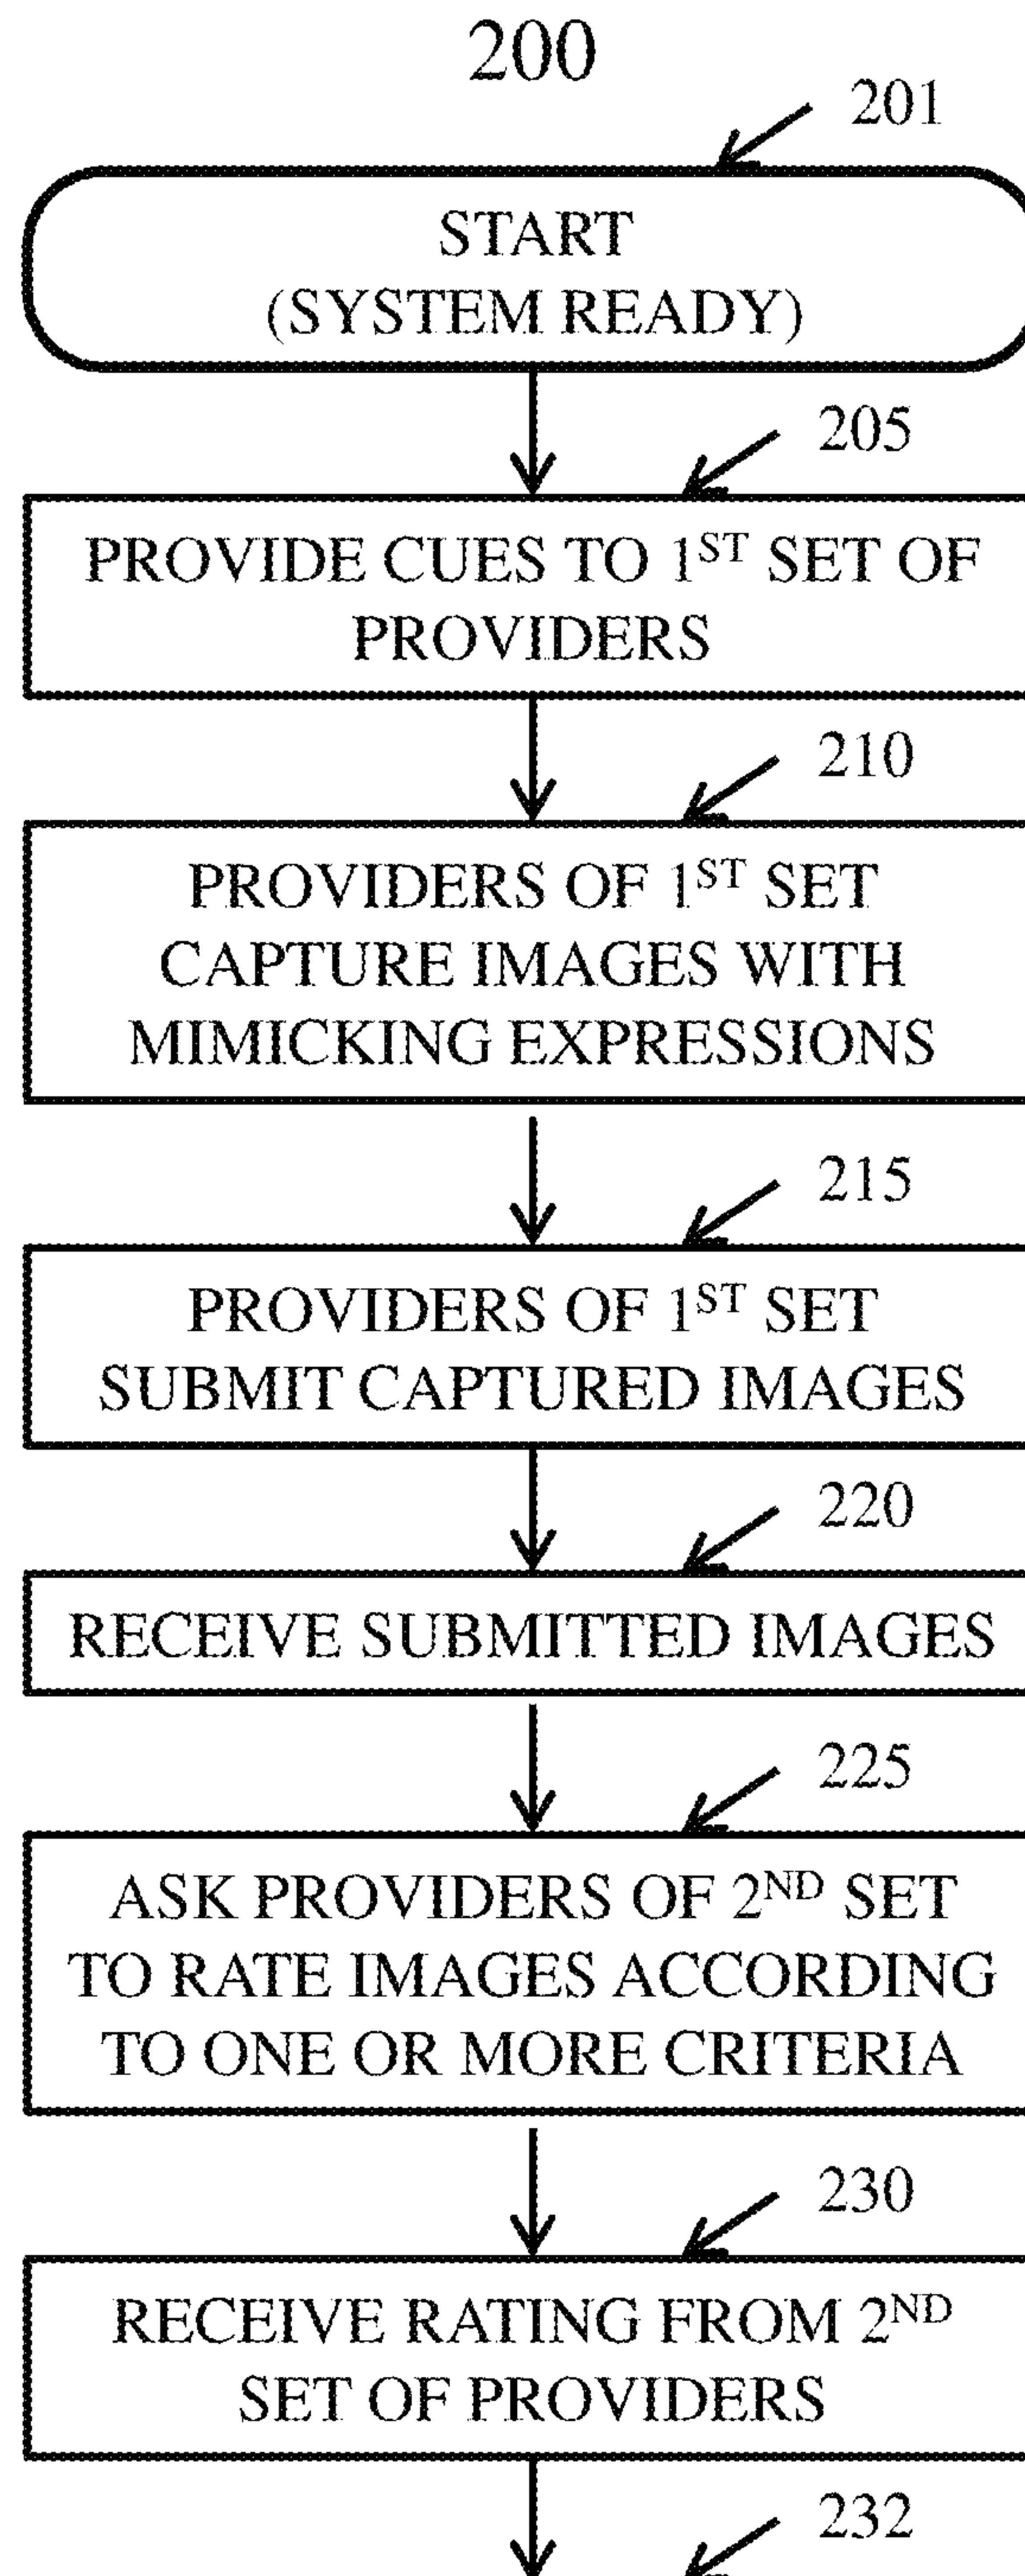 200
201
START
(SYSTEM READY)
205
PROVIDE CUES TO 1ST SET OF
PROVIDERS
210
PROVIDERS OF 1ST SET
CAPTURE IMAGES WITH
MIMICKING EXPRESSIONS
215
PROVIDERS OF 1ST SET
SUBMIT CAPTURED IMAGES
220
RECEIVE SUBMITTED IMAGES
225
ASK PROVIDERS OF 2ND SET
TO RATE IMAGES ACCORDING
TO ONE OR MORE CRITERIA
230
RECEIVE RATING FROM 2ND
SET OF PROVIDERS
232